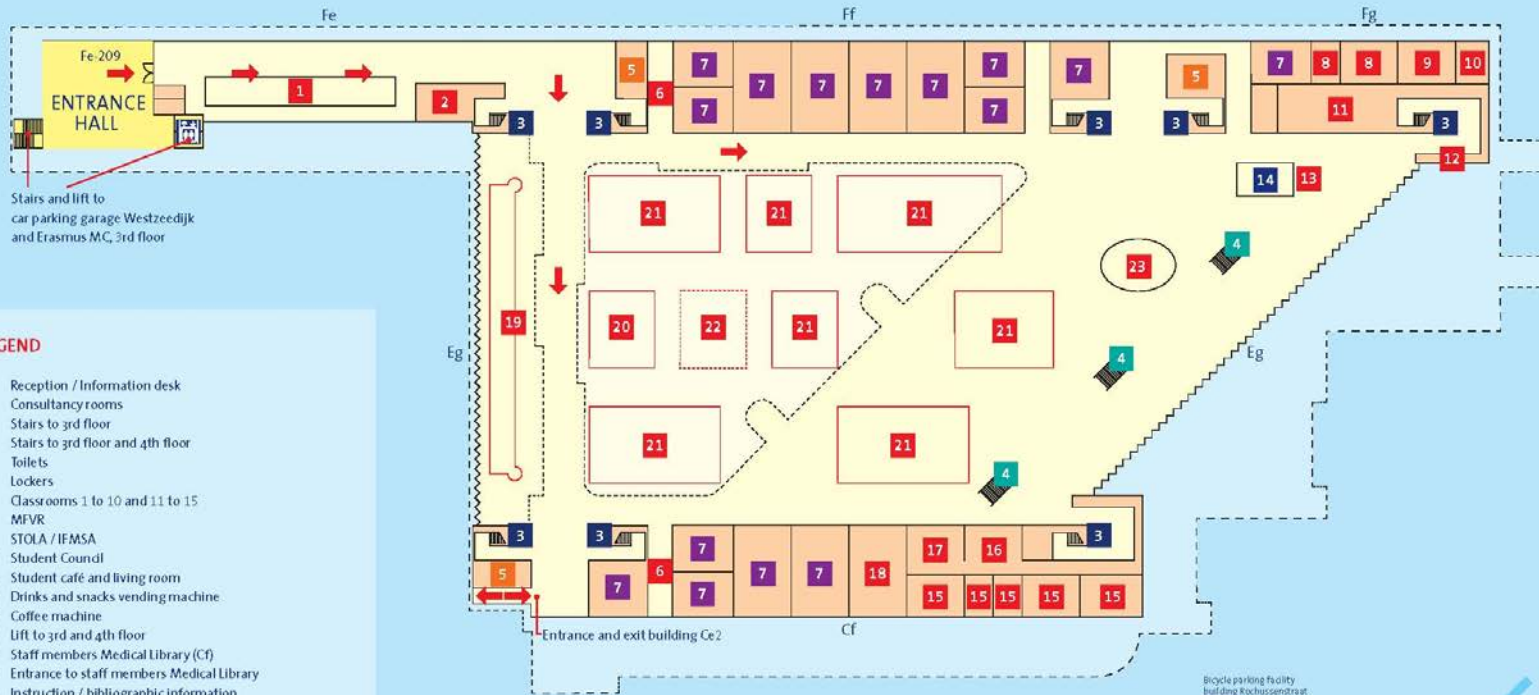 Fe
Ff
Fg
Fe-209
ENTRANCE
HALL
1
2
3
3
5
6
7
7
7
7
7
7
7
7
7
3
3
5
7
8
8
9
10
11
3
12
13
14
Stairs and lift to
car parking garage Westzeedijk
and Erasmus MC, 3rd floor
21
21
21
4
23
19
20
22
21
21
4
Eg
Eg
21
21
4
3
3
5
6
7
7
7
7
7
18
17
16
3
15
15
15
15
15
Entrance and exit building Ce2
Cf
GEND
Reception / Information desk
Consultancy rooms
Stairs to 3rd floor
Stairs to 3rd floor and 4th floor
Toilets
Lockers
Classrooms 1 to 10 and 11 to 15
MFVR
STOLA / IFMSA
Student Council
Student café and living room
Drinks and snacks vending machine
Coffee machine
Lift to 3rd and 4th floor
Staff members Medical Library (Cf)
Entrance to staff members Medical Library
Instruction / bibliographic information
Bicycle parking facility
building Rochussenstraat